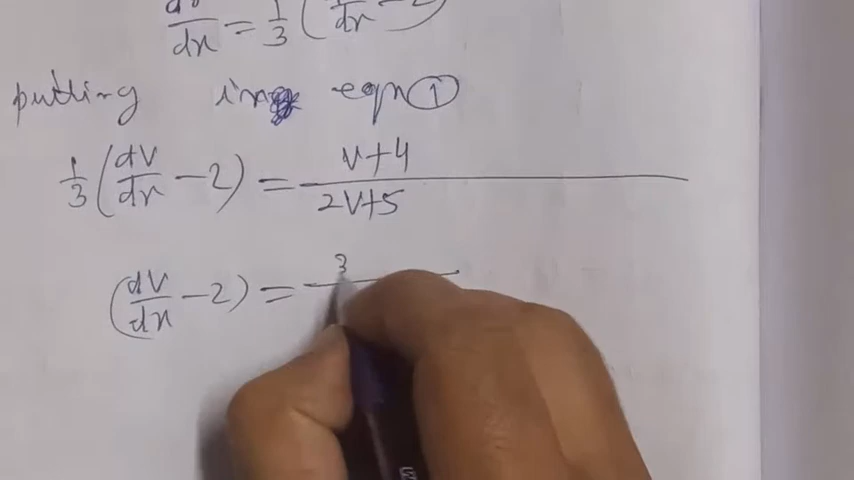 dx = 1/3 ( dx - 2 )
putting in eqn ①
1/3 ( dV/dx - 2 ) = V+4 / 2V+5
( dV/dx - 2 ) = 3